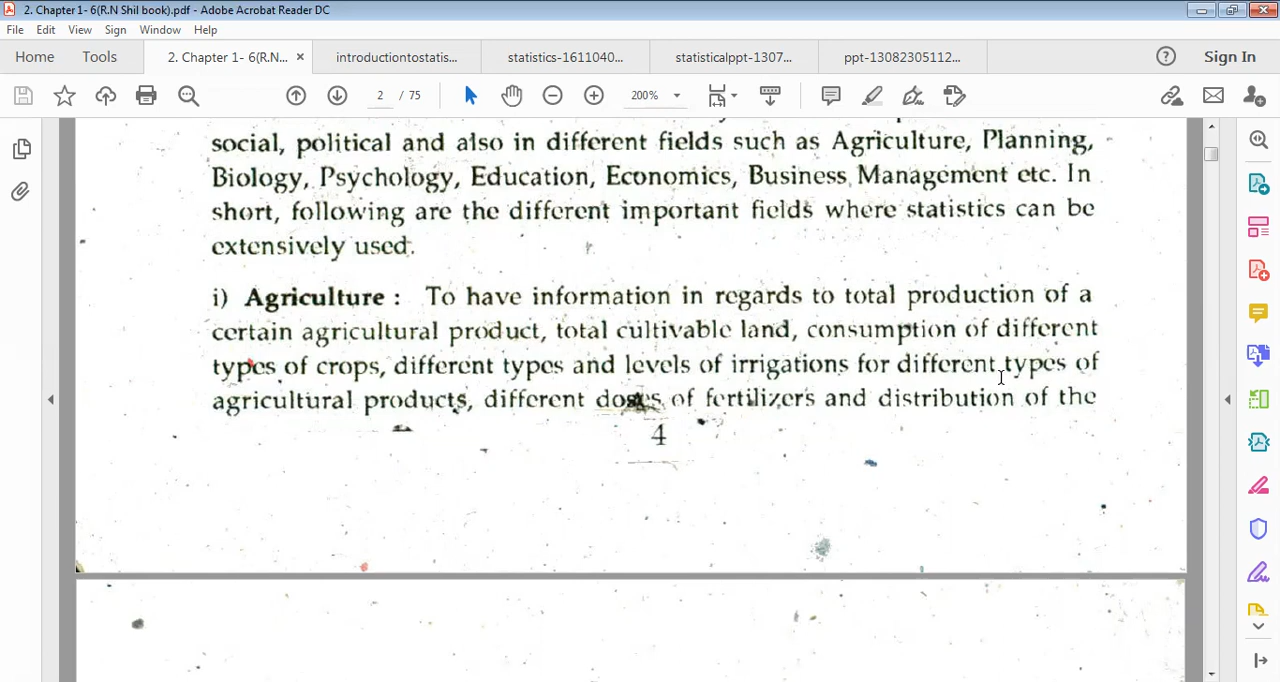 2. Chapter 1- 6(R.N Shil book).pdf - Adobe Acrobat Reader DC
File Edit View Sign Window Help
Home Tools 2. Chapter 1- 6(R.N... × introductiontostatis... statistics-1611040... statisticalppt-1307... ppt-13082305112... Sign In
2 / 75 200%
social, political and also in different fields such as Agriculture, Planning,
Biology, Psychology, Education, Economics, Business Management etc. In
short, following are the different important fields where statistics can be
extensively used.
i) Agriculture : To have information in regards to total production of a
certain agricultural product, total cultivable land, consumption of different
types of crops, different types and levels of irrigations for different types of
agricultural products, different doses of fertilizers and distribution of the
4